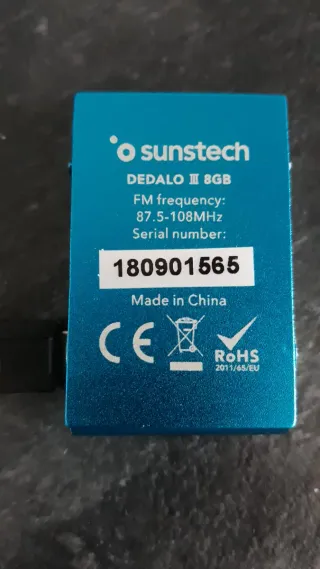 sunstech
DEDALO III 8GB
FM frequency:
87.5-108MHz
Serial number:
180901565
Made in China
CE
RoHS
2011/65/EU